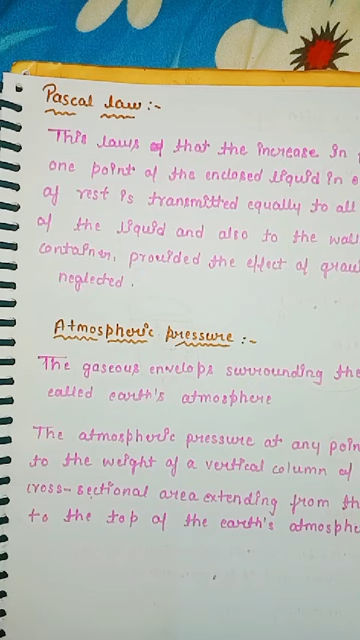 Pascal law :-
This laws of that the increase in
one point of the enclosed liquid in
of rest is transmitted equally to all
of the liquid and also to the wall
container, provided the effect of
neglected.
Atmospheric pressure :-
The gaseous envelops surrounding the
called earth's atmosphere
The atmospheric pressure at any poin
to the weight of a vertical column of
cross-sectional area extending from th
to the top of the earth's atmosphe